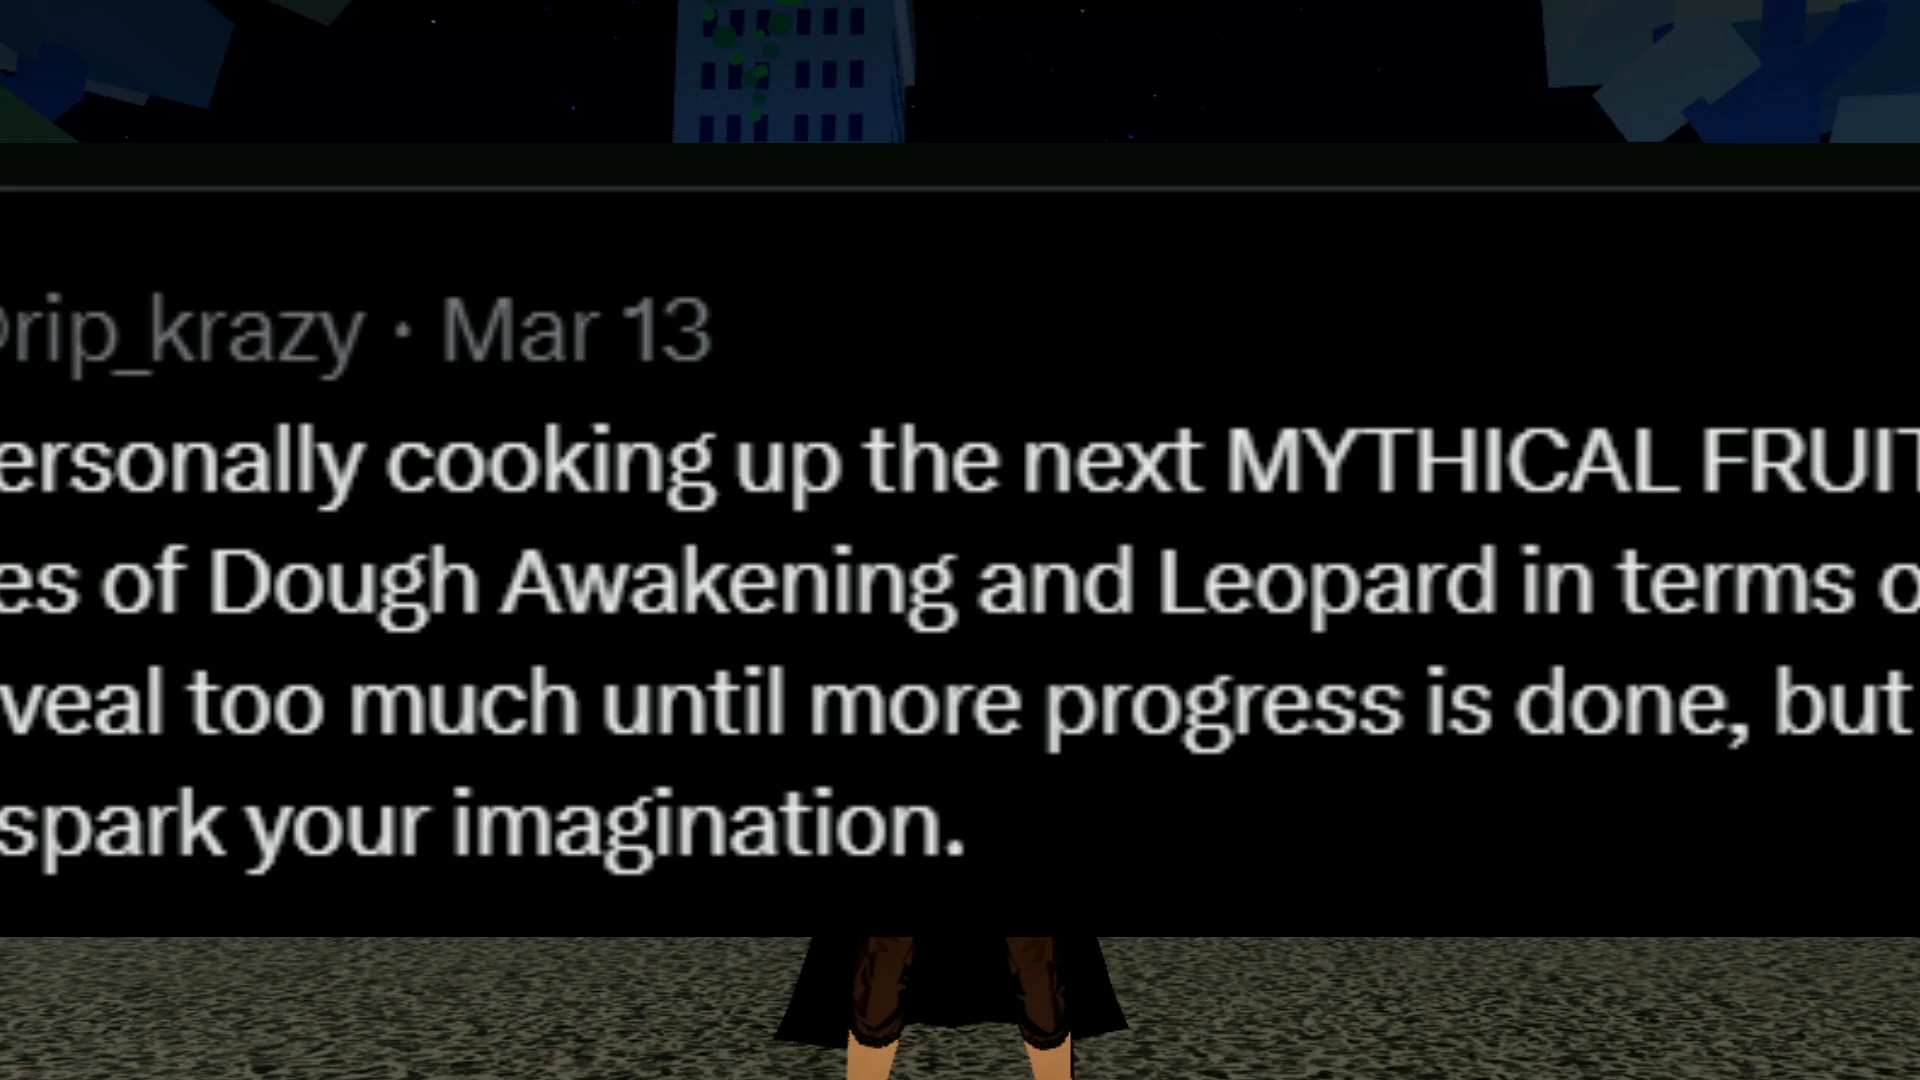 rip_krazy · Mar 13
ersonally cooking up the next MYTHICAL FRUIT
es of Dough Awakening and Leopard in terms o
veal too much until more progress is done, but
spark your imagination.